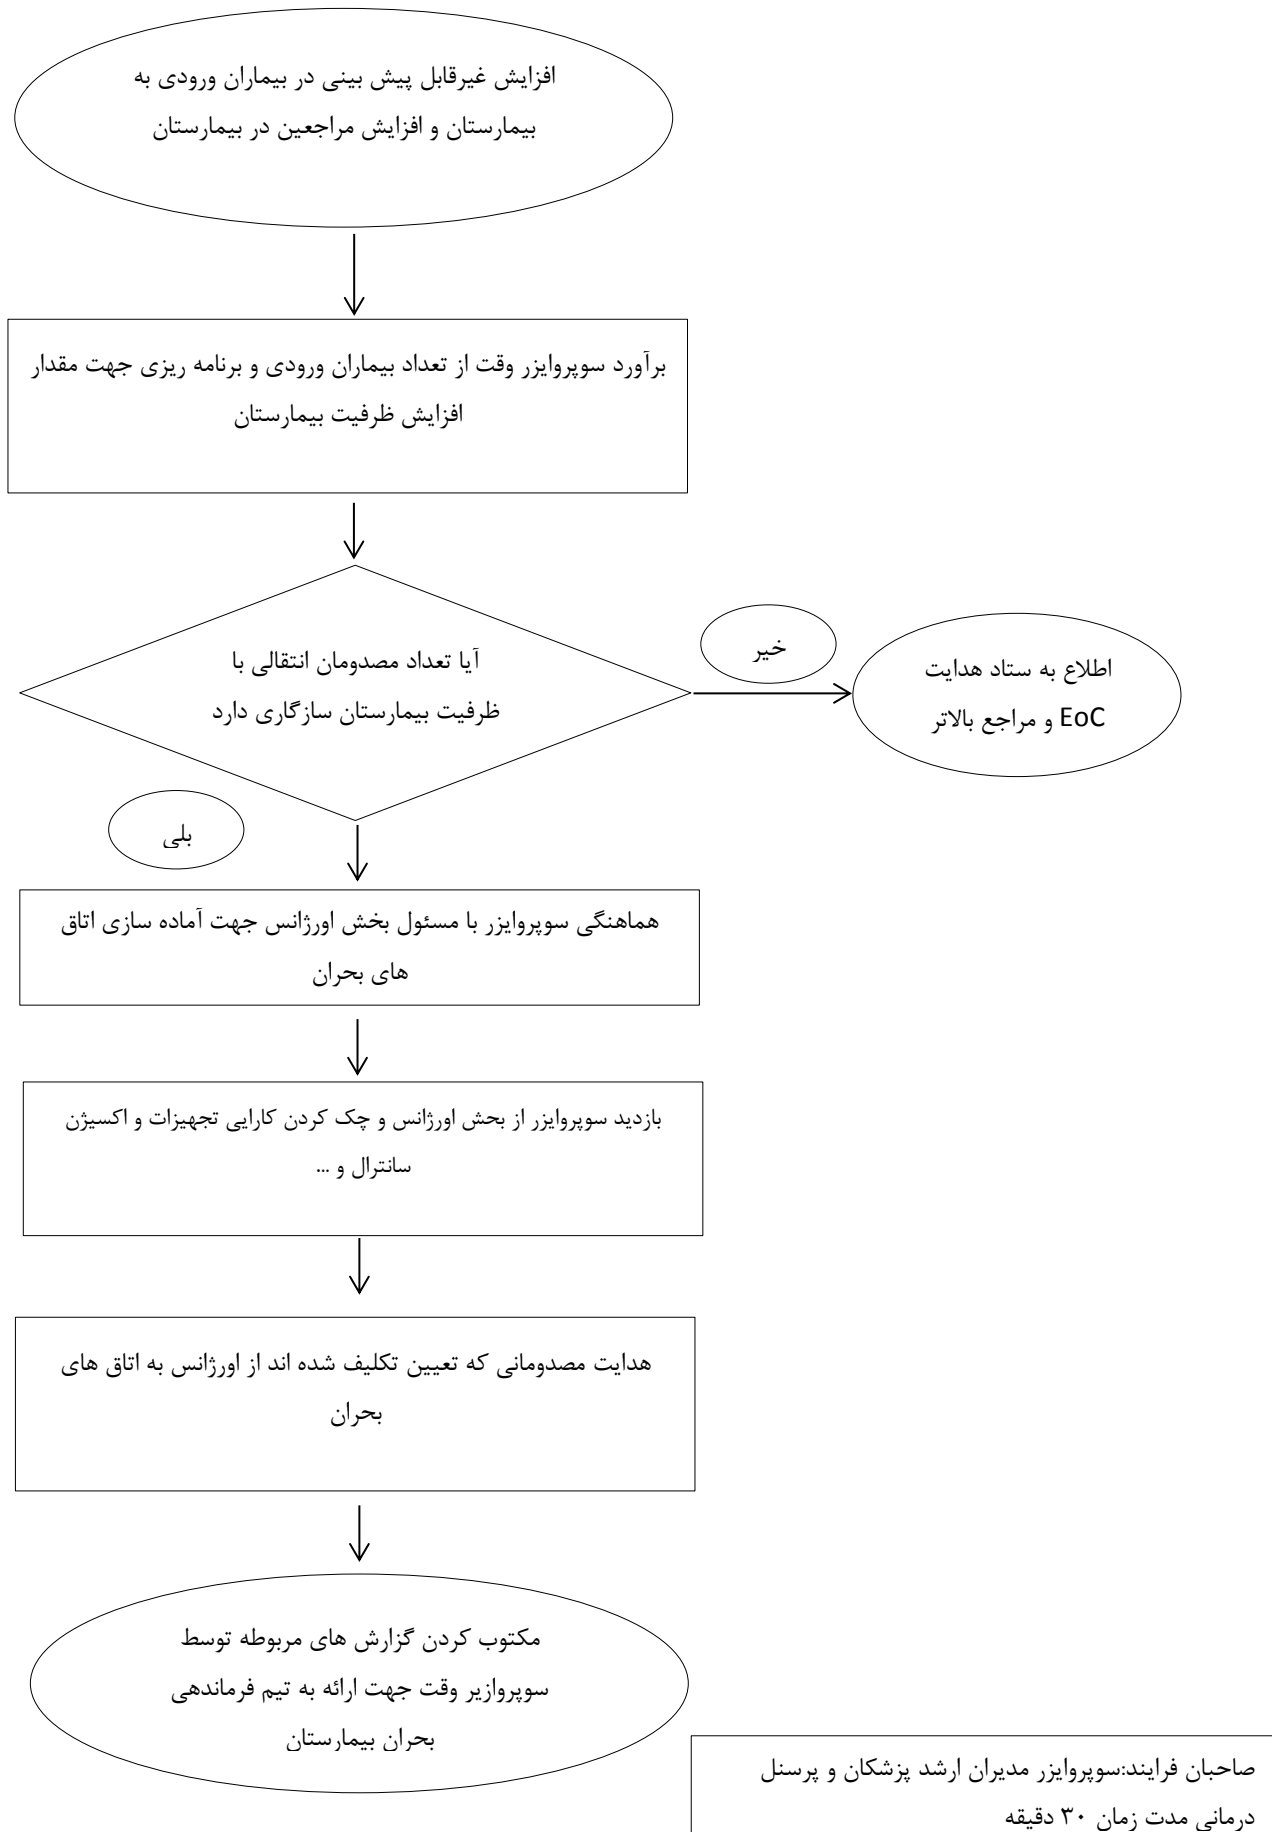 افزایش غیرقابل پیش بینی در بیماران ورودی به
بیمارستان و افزایش مراجعین در بیمارستان
برآورد سوپروایزر وقت از تعداد بیماران ورودی و برنامه ریزی جهت مقدار
افزایش ظرفیت بیمارستان
آیا تعداد مصدومان انتقالی با
ظرفیت بیمارستان سازگاری دارد
خیر
اطلاع به ستاد هدایت
EoC و مراجع بالاتر
بلی
هماهنگی سوپروایزر با مسئول بخش اورژانس جهت آماده سازی اتاق
های بحران
بازدید سوپروایزر از بحش اورژانس و چک کردن کارایی تجهیزات و اکسیژن
سانترال و ...
هدایت مصدومانی که تعیین تکلیف شده اند از اورژانس به اتاق های
بحران
مکتوب کردن گزارش های مربوطه توسط
سوپروازیر وقت جهت ارائه به تیم فرماندهی
بحران بیمارستان
صاحبان فرایند:سوپروایزر مدیران ارشد پزشکان و پرسنل
درمانی مدت زمان ۳۰ دقیقه